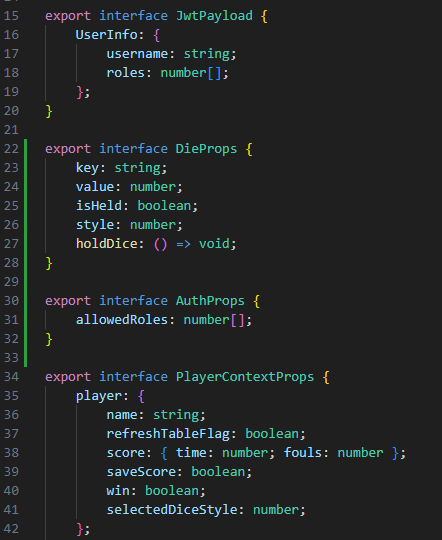 15 export interface JwtPayload {
16     UserInfo: {
17         username: string;
18         roles: number[];
19     };
20 }
21
22 export interface DieProps {
23     key: string;
24     value: number;
25     isHeld: boolean;
26     style: number;
27     holdDice: () => void;
28 }
29
30 export interface AuthProps {
31     allowedRoles: number[];
32 }
33
34 export interface PlayerContextProps {
35     player: {
36         name: string;
37         refreshTableFlag: boolean;
38         score: { time: number; fouls: number };
39         saveScore: boolean;
40         win: boolean;
41         selectedDiceStyle: number;
42     };